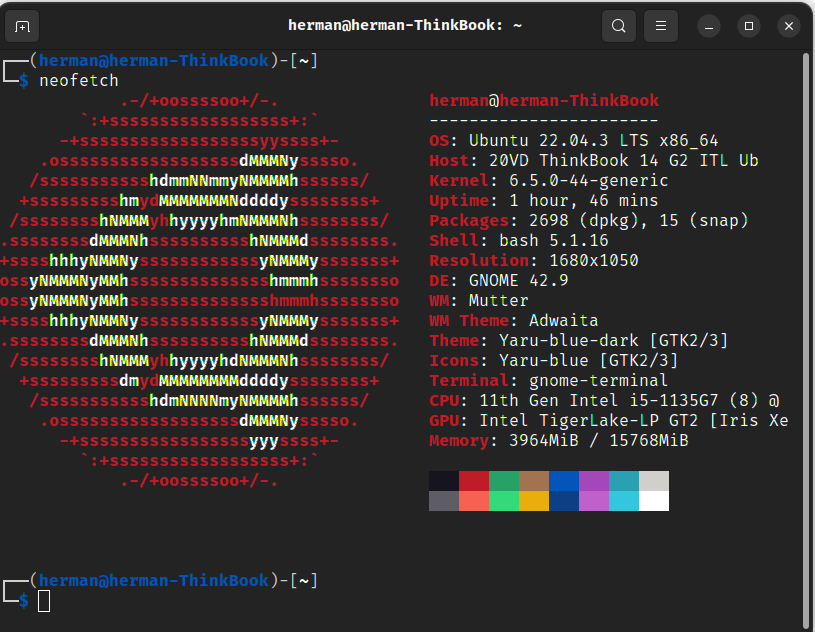 herman@herman-ThinkBook: ~
┌──(herman@herman-ThinkBook)-[~]
└─$ neofetch
            .-/+oossssoo+/-.               herman@herman-ThinkBook
        `:+ssssssssssssssssss+:`           -----------------------
      -+ssssssssssssssssssyyssss+-         OS: Ubuntu 22.04.3 LTS x86_64
    .ossssssssssssssssssdMMMNysssso.       Host: 20VD ThinkBook 14 G2 ITL Ub
   /ssssssssssshdmmNNmmyNMMMMhssssss/      Kernel: 6.5.0-44-generic
  +ssssssssshmydMMMMMMMNddddyssssssss+     Uptime: 1 hour, 46 mins
 /sssssssshNMMMyhhyyyyhmNMMMNhssssssss/    Packages: 2698 (dpkg), 15 (snap)
.ssssssssdMMMNhsssssssssshNMMMdssssssss.   Shell: bash 5.1.16
+sssshhhyNMMNyssssssssssssyNMMMysssssss+   Resolution: 1680x1050
ossyNMMMNyMMhsssssssssssssshmmmhssssssso   DE: GNOME 42.9
ossyNMMMNyMMhsssssssssssssshmmmhssssssso   WM: Mutter
+sssshhhyNMMNyssssssssssssyNMMMysssssss+   WM Theme: Adwaita
.ssssssssdMMMNhsssssssssshNMMMdssssssss.   Theme: Yaru-blue-dark [GTK2/3]
 /sssssssshNMMMyhhyyyyhdNMMMNhssssssss/    Icons: Yaru-blue [GTK2/3]
  +sssssssssdmydMMMMMMMMddddyssssssss+     Terminal: gnome-terminal
   /ssssssssssshdmNNNNmyNMMMMhssssss/      CPU: 11th Gen Intel i5-1135G7 (8) @
    .ossssssssssssssssssdMMMNysssso.       GPU: Intel TigerLake-LP GT2 [Iris Xe
      -+sssssssssssssssssyyyssss+-         Memory: 3964MiB / 15768MiB
        `:+ssssssssssssssssss+:`
            .-/+oossssoo+/-.
┌──(herman@herman-ThinkBook)-[~]
└─$